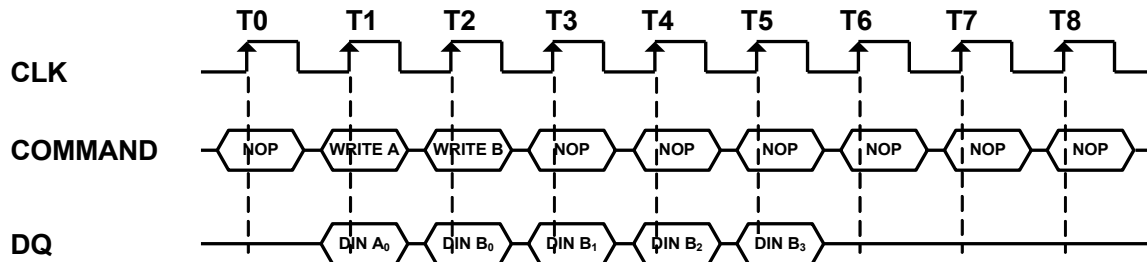 T0 T1 T2 T3 T4 T5 T6 T7 T8
CLK
COMMAND NOP WRITE A WRITE B NOP NOP NOP NOP NOP NOP
DQ DIN A₀ DIN B₀ DIN B₁ DIN B₂ DIN B₃